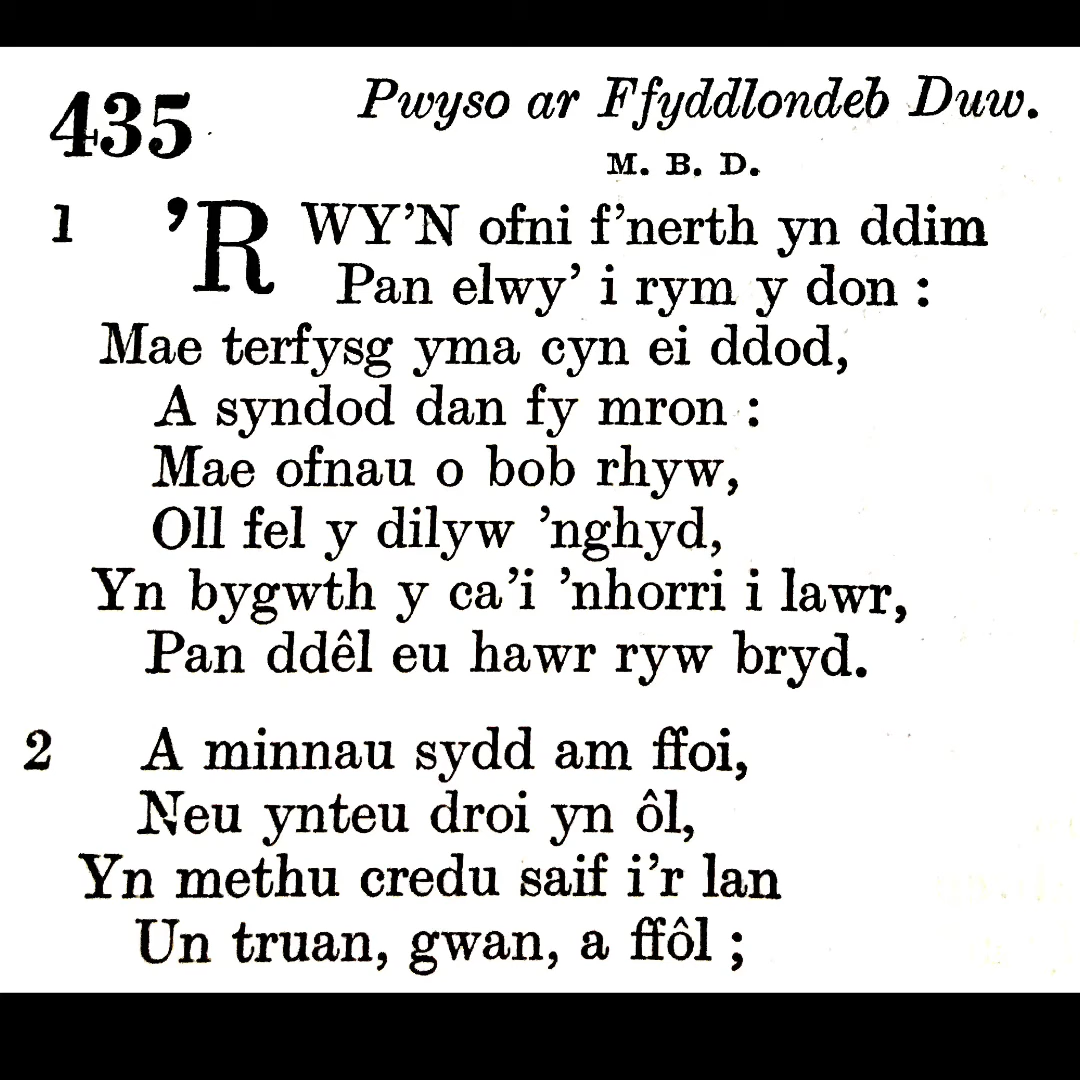 435 Pwyso ar Ffyddlondeb Duw.
M. B. D.
1 ’R WY’N ofni f’nerth yn ddim
Pan elwy’ i rym y don :
Mae terfysg yma cyn ei ddod,
A syndod dan fy mron :
Mae ofnau o bob rhyw,
Oll fel y dilyw ’nghyd,
Yn bygwth y ca’i ’nhorri i lawr,
Pan ddêl eu hawr ryw bryd.
2 A minnau sydd am ffoi,
Neu ynteu droi yn ôl,
Yn methu credu saif i’r lan
Un truan, gwan, a ffôl ;